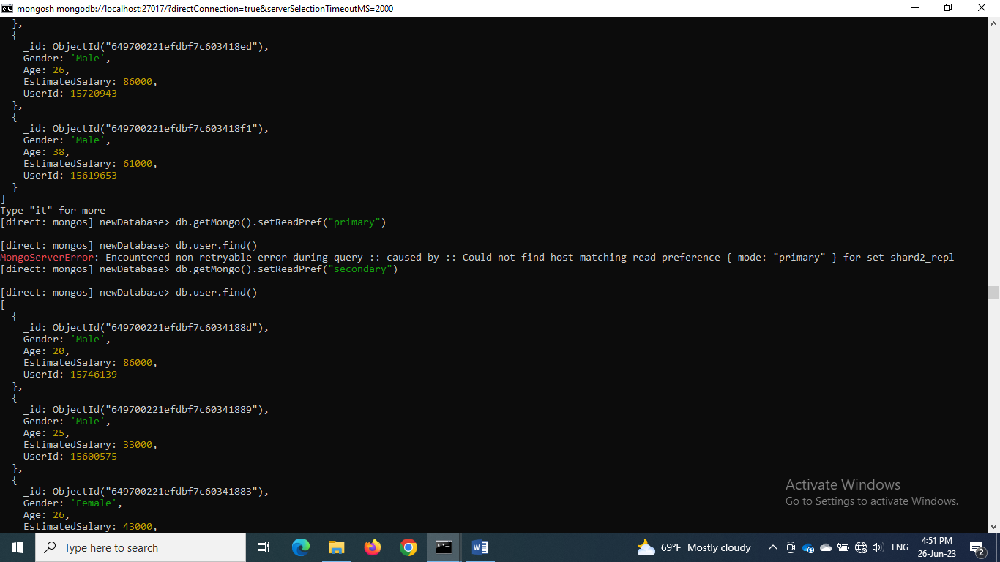 mongosh mongodb://localhost:27017/?directConnection=true&serverSelectionTimeoutMS=2000
},
{
_id: ObjectId("649700221efdbf7c603418ed"),
Gender: 'Male',
Age: 26,
EstimatedSalary: 86000,
UserId: 15720943
},
{
_id: ObjectId("649700221efdbf7c603418f1"),
Gender: 'Male',
Age: 38,
EstimatedSalary: 61000,
UserId: 15619653
}
]
Type "it" for more
[direct: mongos] newDatabase> db.getMongo().setReadPref("primary")
[direct: mongos] newDatabase> db.user.find()
MongoServerError: Encountered non-retryable error during query :: caused by :: Could not find host matching read preference { mode: "primary" } for set shard2_repl
[direct: mongos] newDatabase> db.getMongo().setReadPref("secondary")
[direct: mongos] newDatabase> db.user.find()
[
{
_id: ObjectId("649700221efdbf7c6034188d"),
Gender: 'Male',
Age: 20,
EstimatedSalary: 86000,
UserId: 15746139
},
{
_id: ObjectId("649700221efdbf7c60341889"),
Gender: 'Male',
Age: 25,
EstimatedSalary: 33000,
UserId: 15600575
},
{
_id: ObjectId("649700221efdbf7c60341883"),
Gender: 'Female',
Age: 26,
EstimatedSalary: 43000,
Activate Windows
Go to Settings to activate Windows.
Type here to search
69°F Mostly cloudy
ENG
4:51 PM
26-Jun-23
2